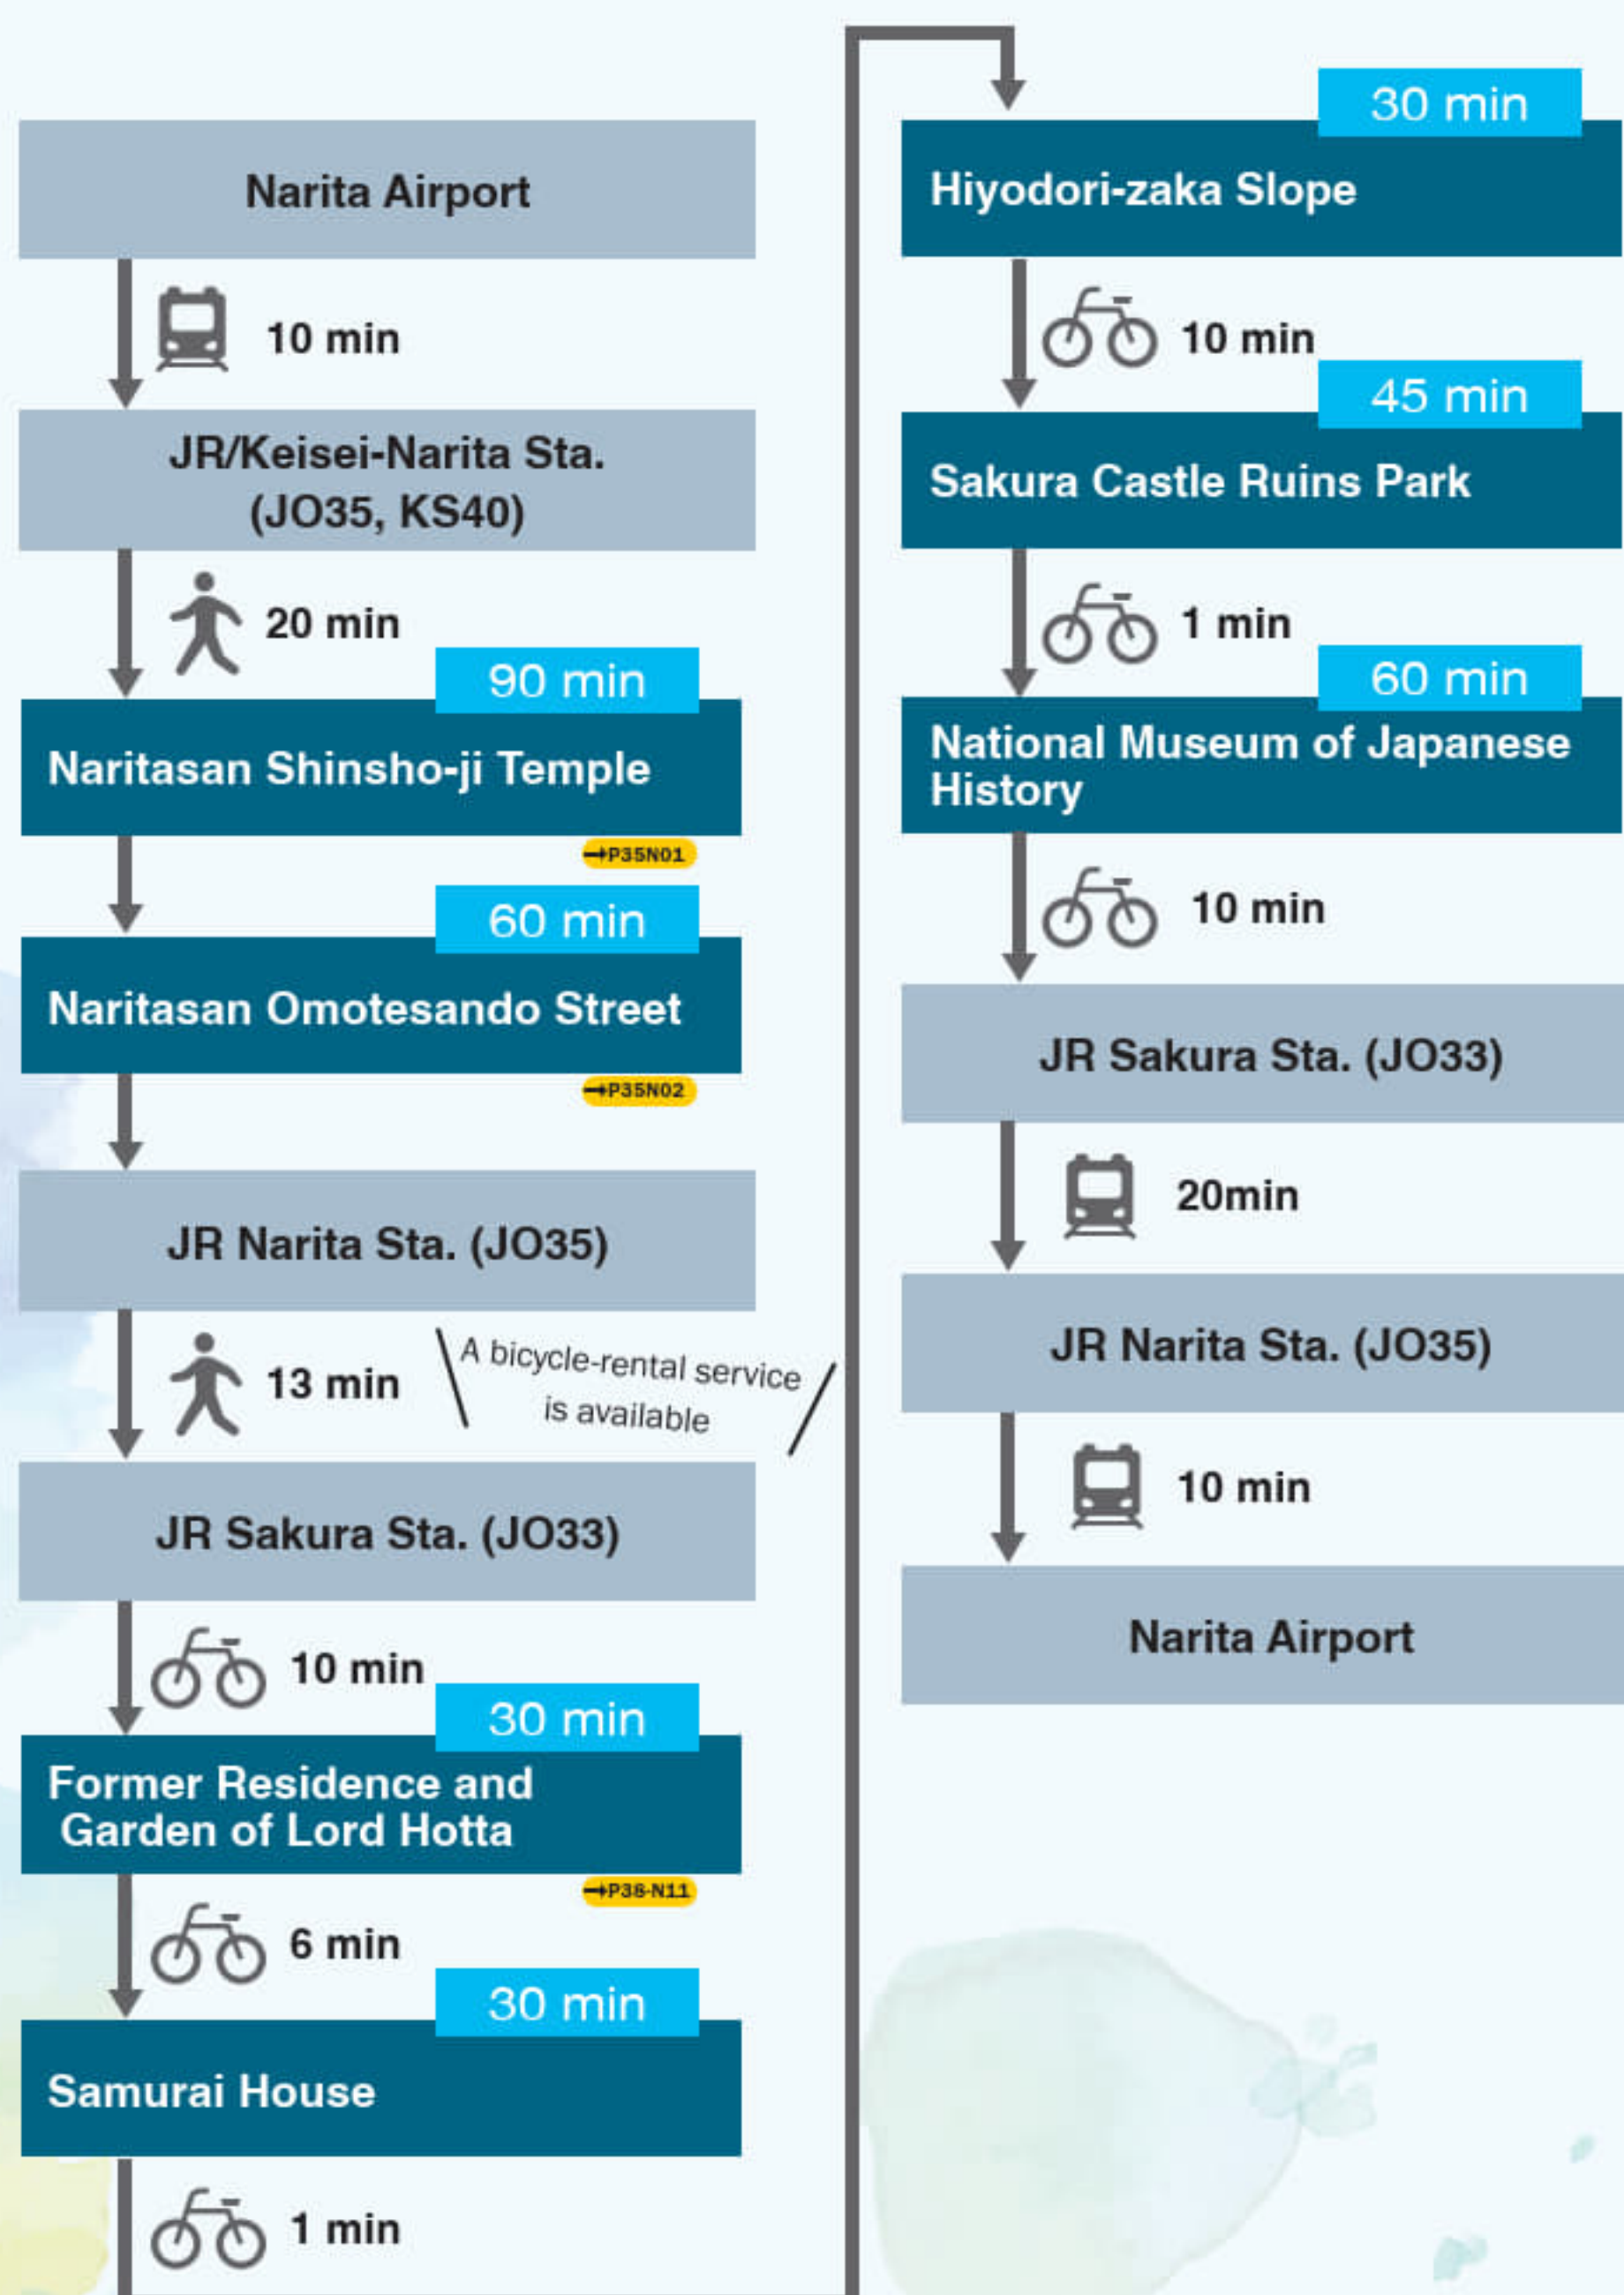 Narita Airport
10 min
JR/Keisei-Narita Sta.
(JO35, KS40)
20 min
90 min
Naritasan Shinsho-ji Temple
→P35N01
60 min
Naritasan Omotesando Street
→P35N02
JR Narita Sta. (JO35)
13 min
A bicycle-rental service
is available
JR Sakura Sta. (JO33)
10 min
30 min
Former Residence and
Garden of Lord Hotta
→P38-N11
6 min
30 min
Samurai House
1 min
30 min
Hiyodori-zaka Slope
10 min
45 min
Sakura Castle Ruins Park
1 min
60 min
National Museum of Japanese
History
10 min
JR Sakura Sta. (JO33)
20min
JR Narita Sta. (JO35)
10 min
Narita Airport